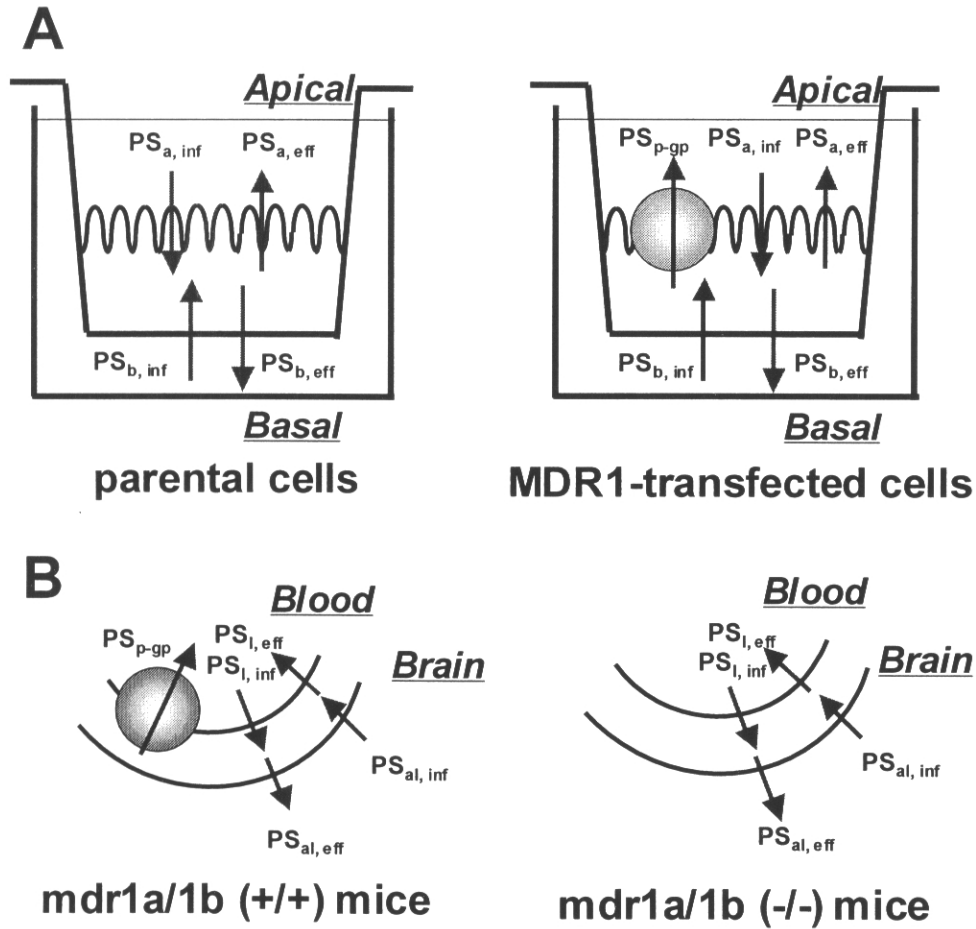 A
Apical
PSa, inf
PSa, eff
PSb, inf
PSb, eff
Basal
parental cells
Apical
PSp-gp
PSa, inf
PSa, eff
PSb, inf
PSb, eff
Basal
MDR1-transfected cells
B
Blood
PSp-gp
PSl, eff
PSl, inf
Brain
PSal, inf
PSal, eff
mdr1a/1b (+/+) mice
Blood
PSl, eff
PSl, inf
Brain
PSal, inf
PSal, eff
mdr1a/1b (-/-) mice